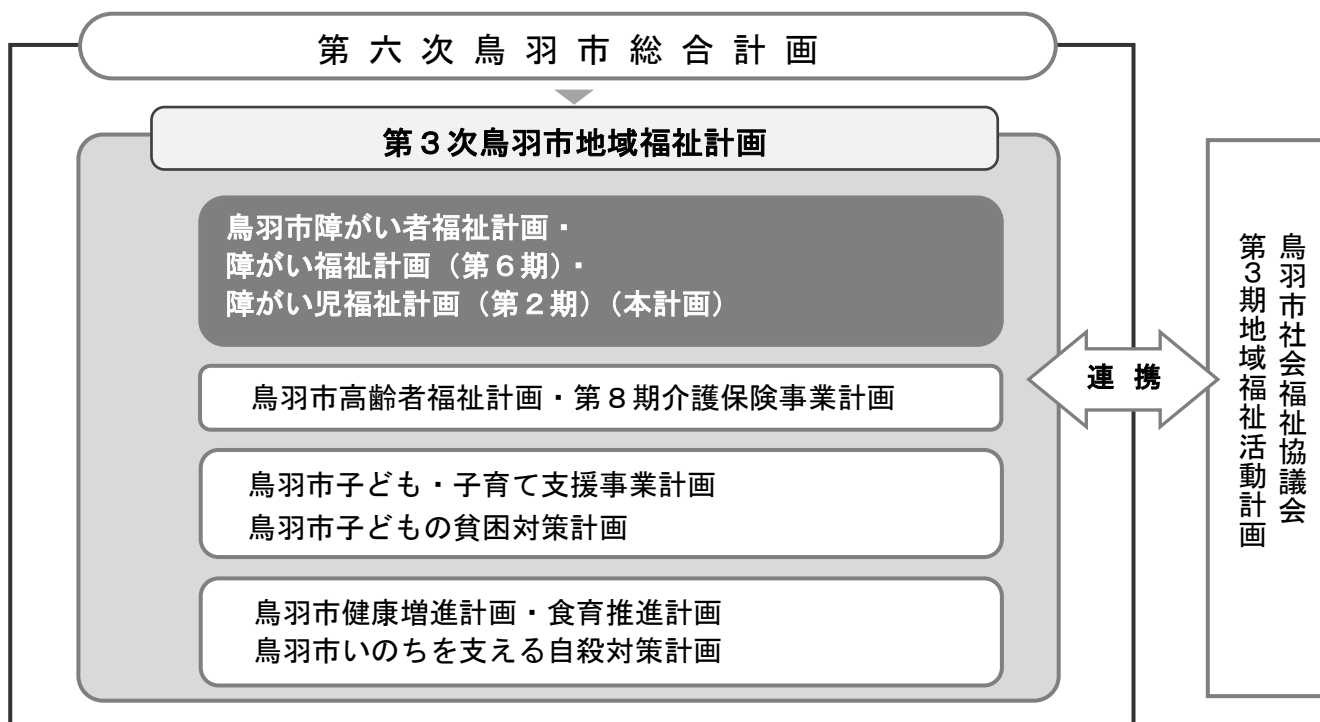 第六次鳥羽市総合計画
第３次鳥羽市地域福祉計画
鳥羽市障がい者福祉計画・
障がい福祉計画（第６期）・
障がい児福祉計画（第２期）（本計画）
鳥羽市高齢者福祉計画・第８期介護保険事業計画
鳥羽市子ども・子育て支援事業計画
鳥羽市子どもの貧困対策計画
鳥羽市健康増進計画・食育推進計画
鳥羽市いのちを支える自殺対策計画
連携
鳥羽市社会福祉協議会
第３期地域福祉活動計画